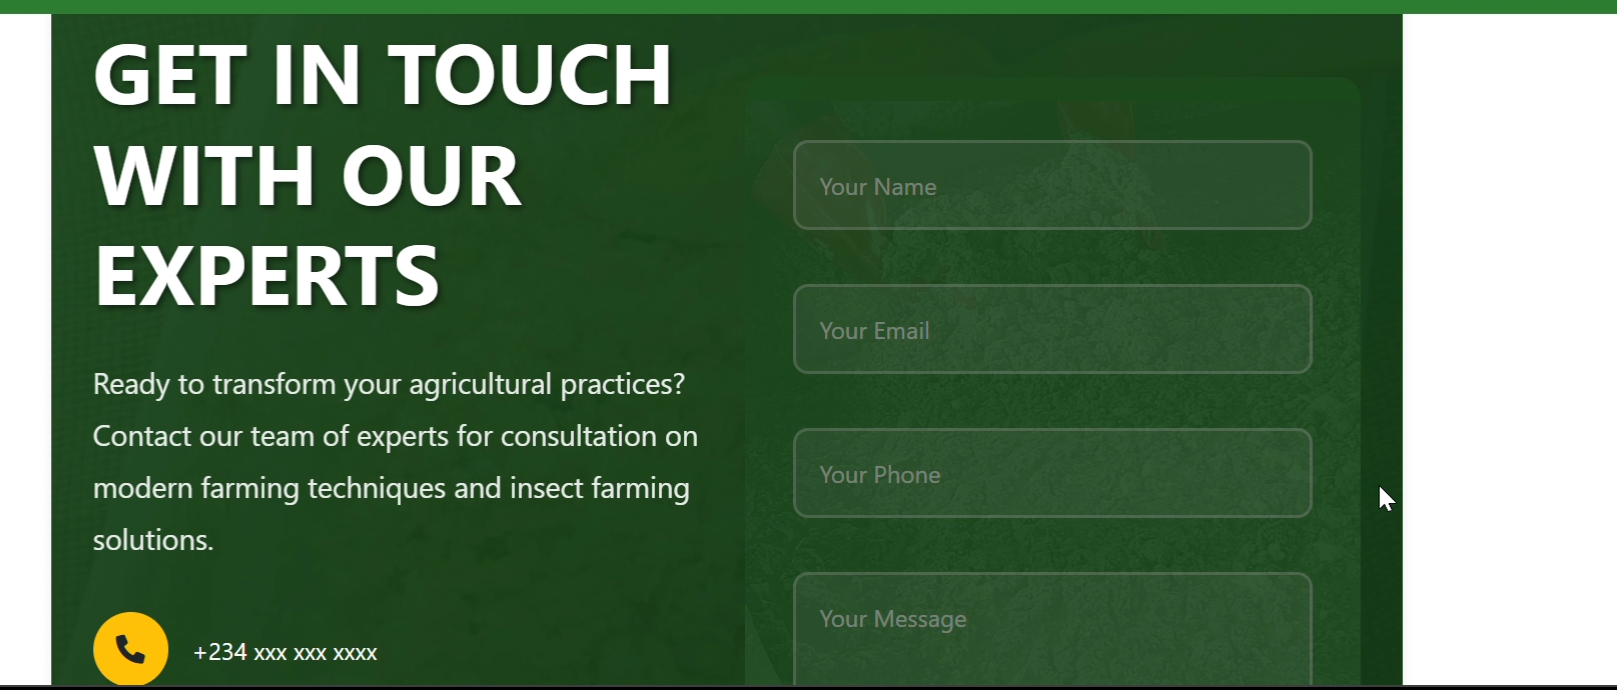 GET IN TOUCH
WITH OUR
EXPERTS
Ready to transform your agricultural practices?
Contact our team of experts for consultation on
modern farming techniques and insect farming
solutions.
+234 xxx xxx xxxx
Your Name
Your Email
Your Phone
Your Message